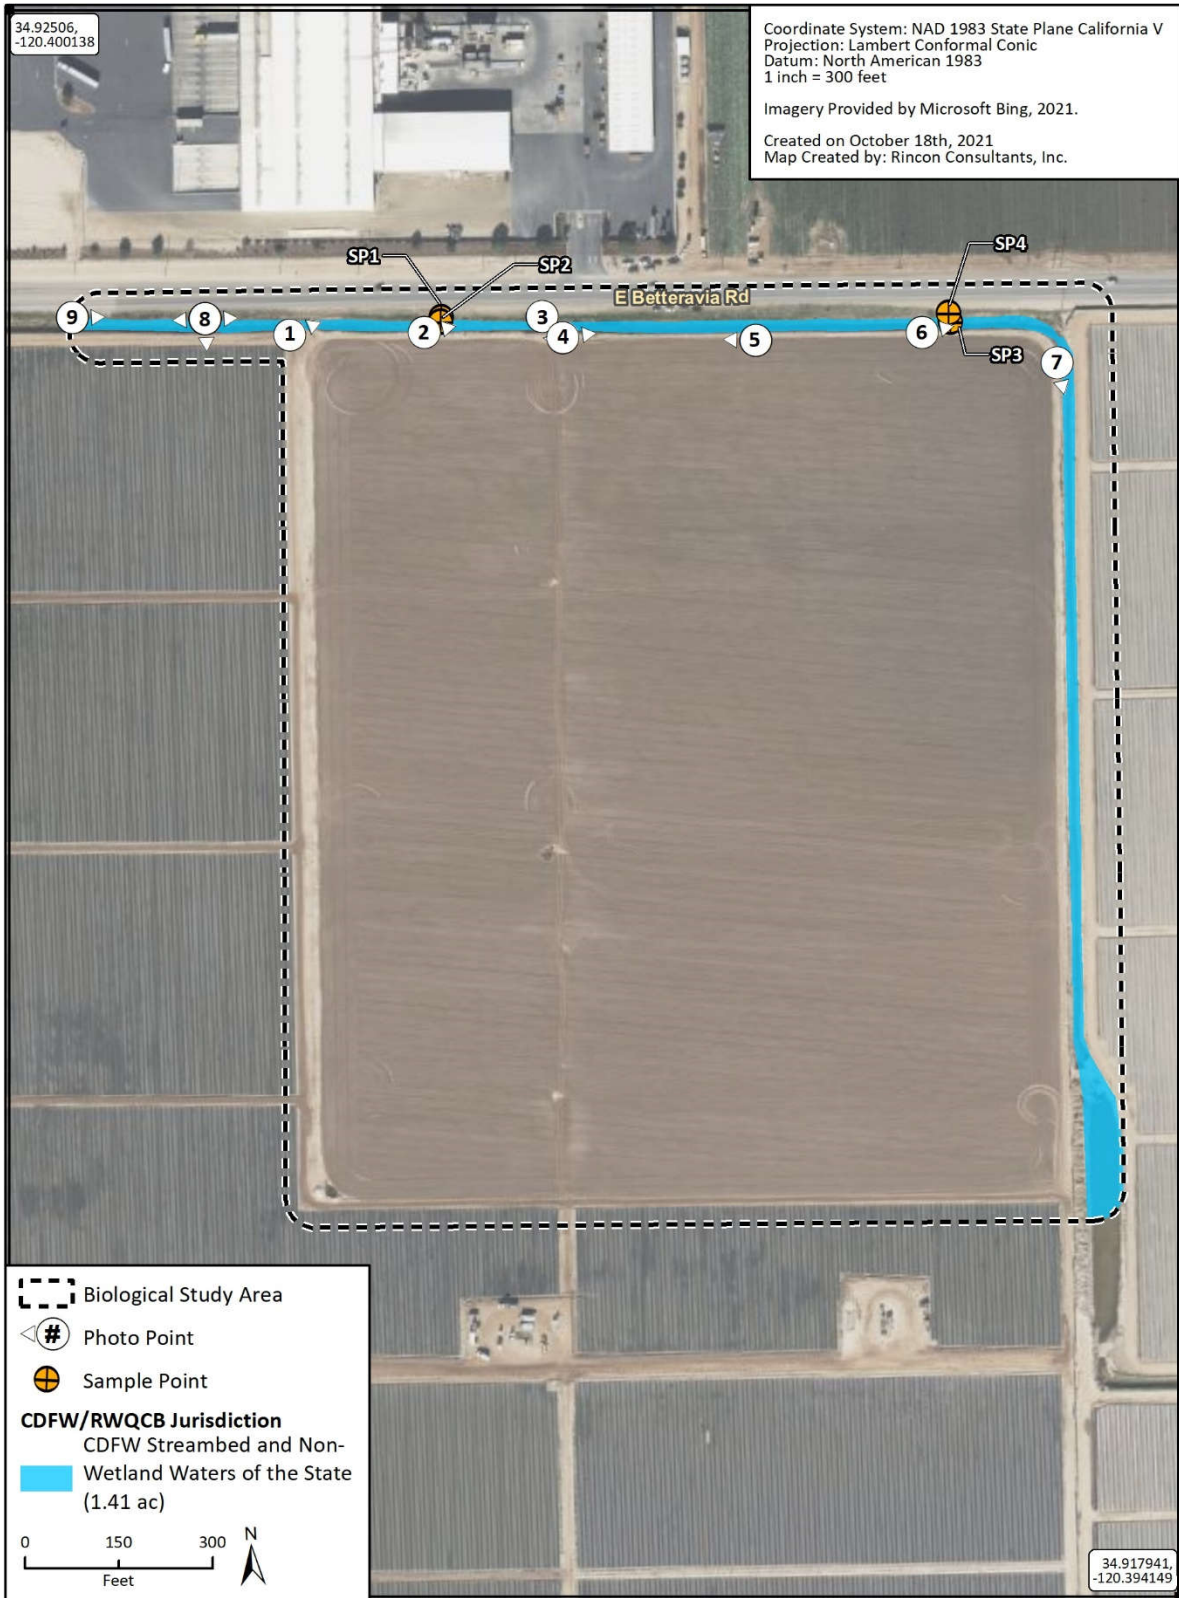 34.92506,
-120.400138
Coordinate System: NAD 1983 State Plane California V
Projection: Lambert Conformal Conic
Datum: North American 1983
1 inch = 300 feet
Imagery Provided by Microsoft Bing, 2021.
Created on October 18th, 2021
Map Created by: Rincon Consultants, Inc.
SP1
SP2
SP4
E Betteravia Rd
9
8
1
2
3
4
5
6
SP3
7
Biological Study Area
# Photo Point
Sample Point
CDFW/RWQCB Jurisdiction
CDFW Streambed and Non-
Wetland Waters of the State
(1.41 ac)
0 150 300
Feet
N
34.917941,
-120.394149